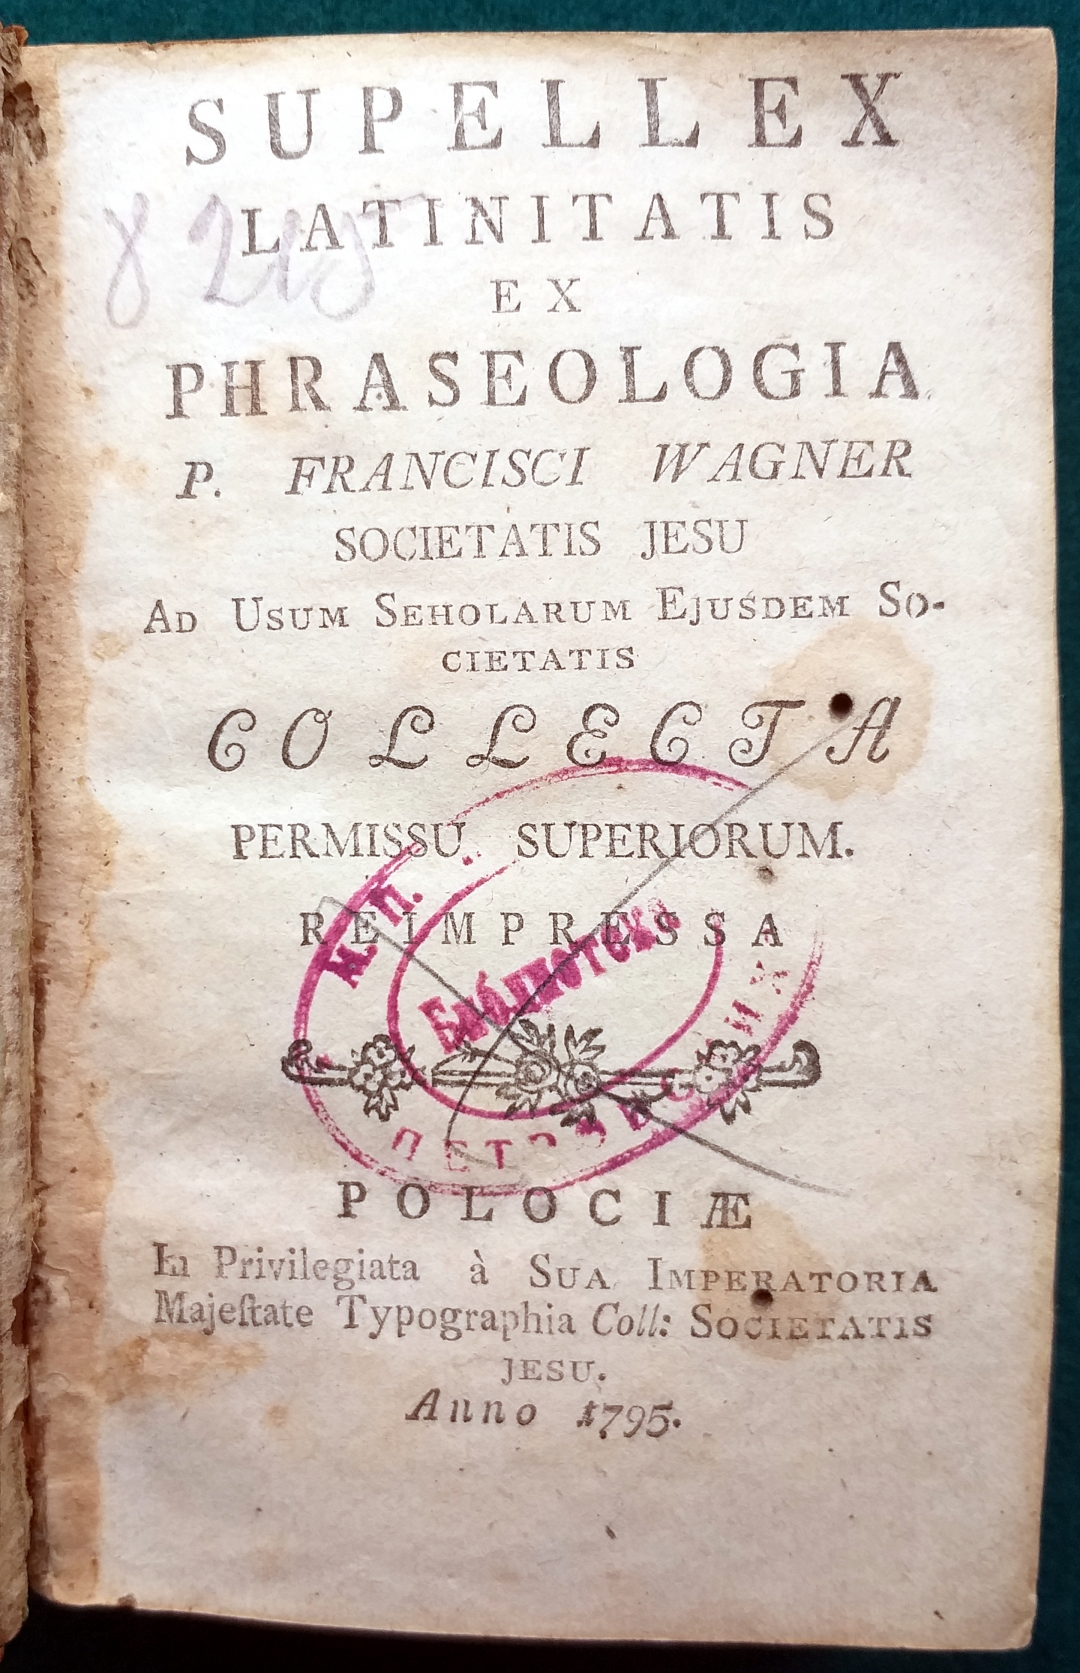 SUPELLEX
LATINITATIS
EX
PHRASEOLOGIA
P. FRANCISCI WAGNER
SOCIETATIS JESU
AD USUM SEHOLARUM EJUSDEM SO-
CIETATIS
COLLECTA
PERMISSU SUPERIORUM.
REIMPRESSA
М. П.
Библиотека
POLOCIÆ
In Privilegiata à SUA IMPERATORIA
Majeſtate Typographia Coll: SOCIETATIS
JESU.
Anno 1795.